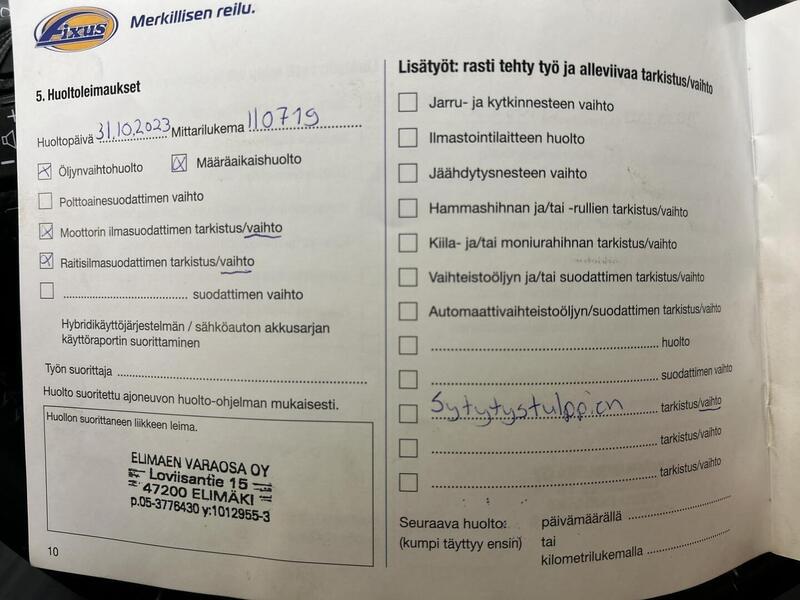 Fixus
Merkillisen reilu.
5. Huoltoleimaukset
Huoltopäivä 31.10.2023 Mittarilukema 110719
Öljynvaihtohuolto Määräaikaishuolto
Polttoainesuodattimen vaihto
Moottorin ilmasuodattimen tarkistus/vaihto
Raitisilmasuodattimen tarkistus/vaihto
suodattimen vaihto
Hybridikäyttöjärjestelmän / sähköauton akkusarjan
käyttöraportin suorittaminen
Työn suorittaja
Huolto suoritettu ajoneuvon huolto-ohjelman mukaisesti.
Huollon suorittaneen liikkeen leima.
ELIMAEN VARAOSA OY
Loviisantie 15
47200 ELIMÄKI
p.05-3776430 y:1012955-3
10
Lisätyöt: rasti tehty työ ja alleviivaa tarkistus/vaihto
Jarru- ja kytkinnesteen vaihto
Ilmastointilaitteen huolto
Jäähdytysnesteen vaihto
Hammashihnan ja/tai -rullien tarkistus/vaihto
Kiila- ja/tai moniurahihnan tarkistus/vaihto
Vaihteistoöljyn ja/tai suodattimen tarkistus/vaihto
Automaattivaihteistoöljyn/suodattimen tarkistus/vaihto
huolto
suodattimen vaihto
Sytytystulppien tarkistus/vaihto
tarkistus/vaihto
tarkistus/vaihto
Seuraava huolto: päivämäärällä
(kumpi täyttyy ensin) tai
kilometrilukemalla